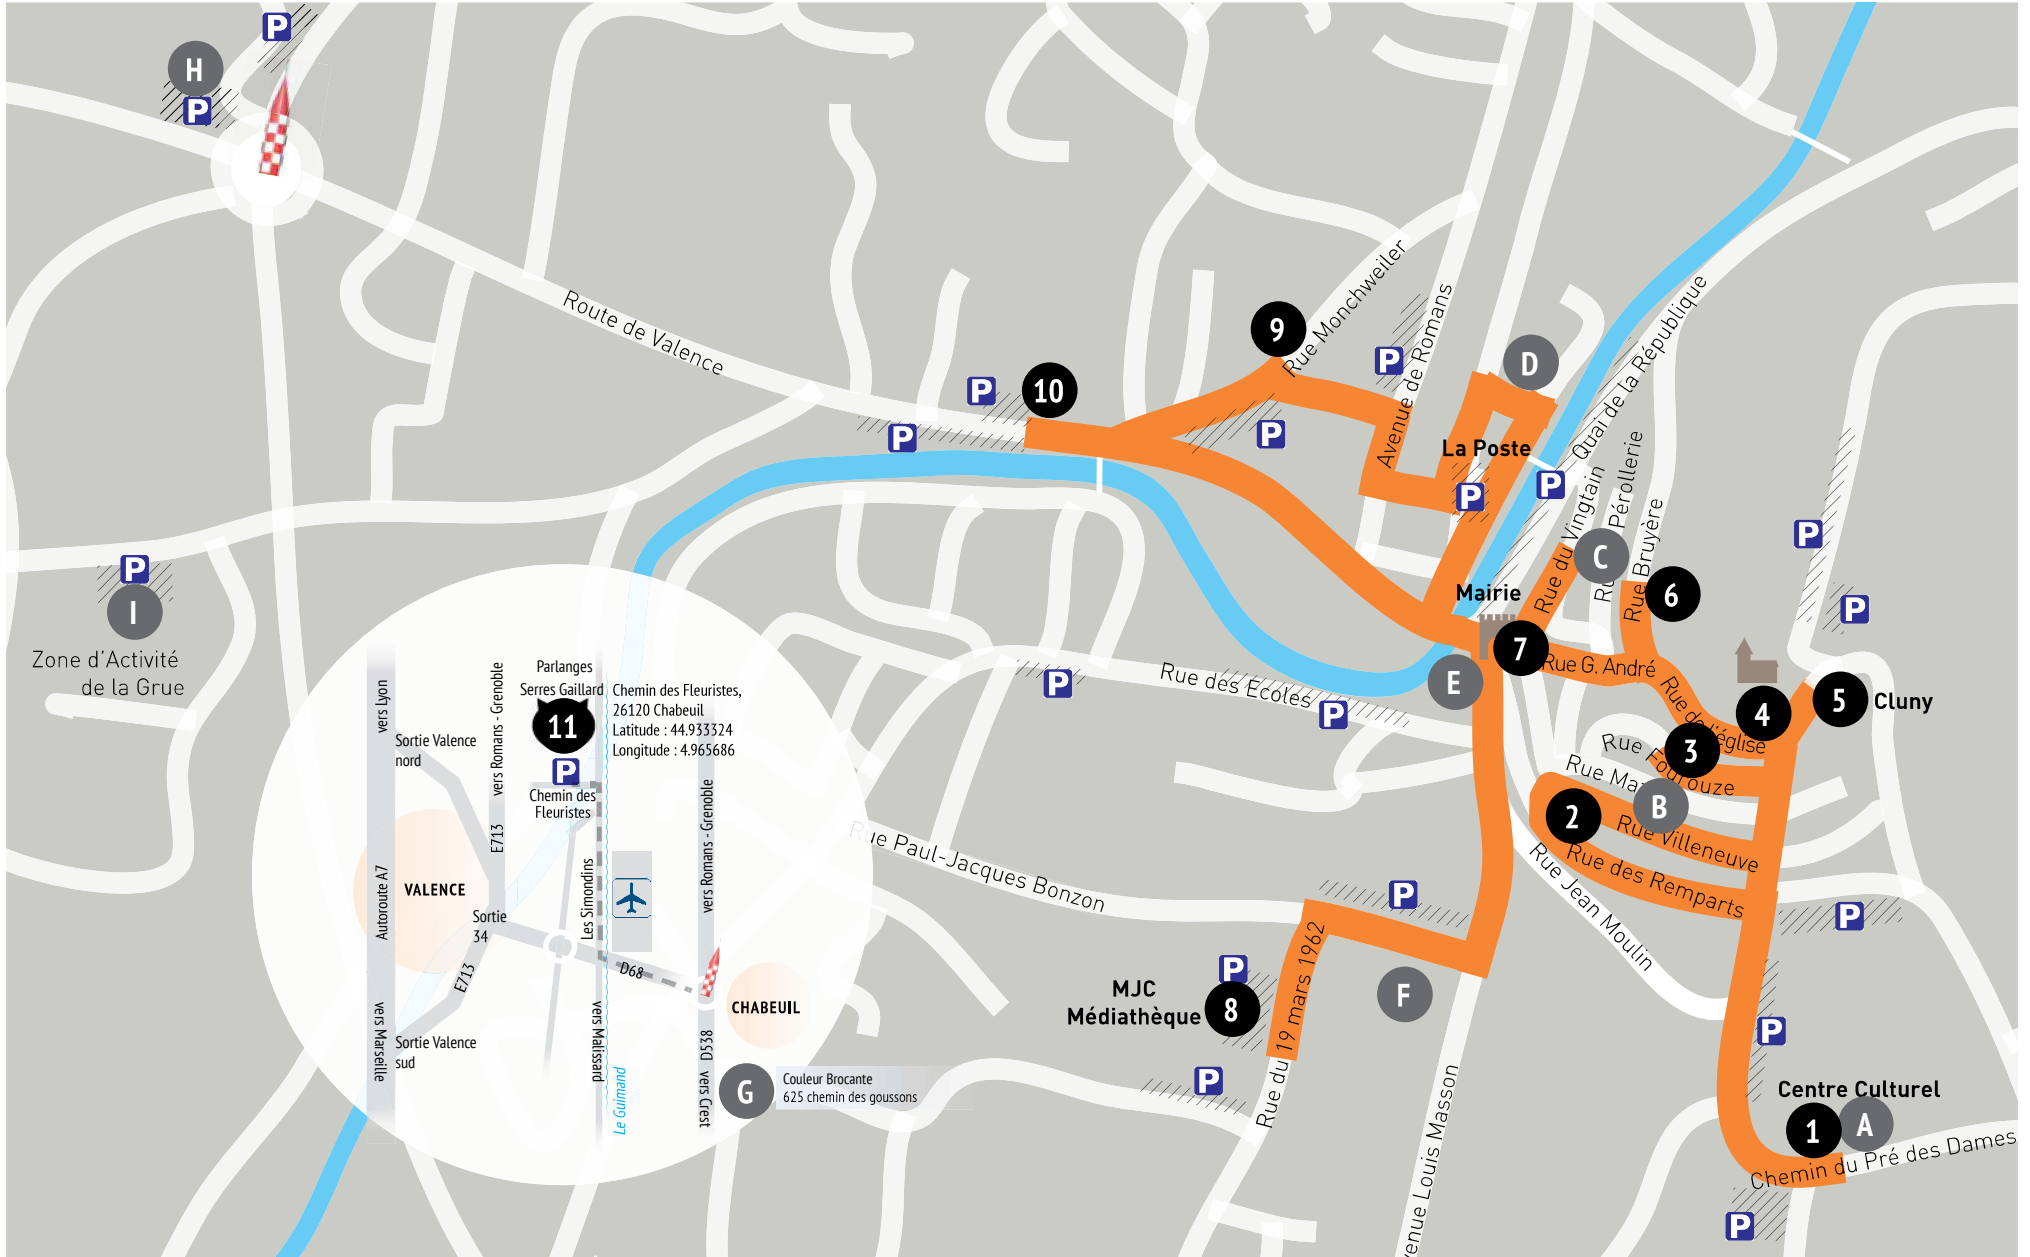 P
H
P
Route de Valence
9
Rue Monchweiler
P
Avenue de Romans
D
Quai de la République
10
P
P
P
La Poste
P
P
Rue du Vingtain
C
Pérollerie
Rue Bruyère
6
P
P
P
I
Zone d'Activité
de la Grue
Mairie
7
Rue G. André
E
P
Rue des Ecoles
P
Rue de l'église
4
5
Cluny
3
Rue Fourouze
B
2
Rue Villeneuve
Rue des Remparts
Rue Jean Moulin
P
P
Rue Paul-Jacques Bonzon
P
Rue du 19 mars 1962
MJC
Médiathèque
8
F
P
P
Avenue Louis Masson
Centre Culturel
1
A
Chemin du Pré des Dames
P
vers Lyon
Autoroute A7
vers Marseille
Sortie Valence
nord
vers Romans - Grenoble
E713
VALENCE
Sortie
34
E713
Sortie Valence
sud
Parlanges
Serres Gaillard
11
P
Chemin des
Fleuristes
Chemin des Fleuristes,
26120 Chabeuil
Latitude : 44.933324
Longitude : 4.965686
Les Simondins
vers Malissard
Le Guimand
D68
vers Romans - Grenoble
CHABEUIL
D538
vers Crest
G
Couleur Brocante
625 chemin des goussons